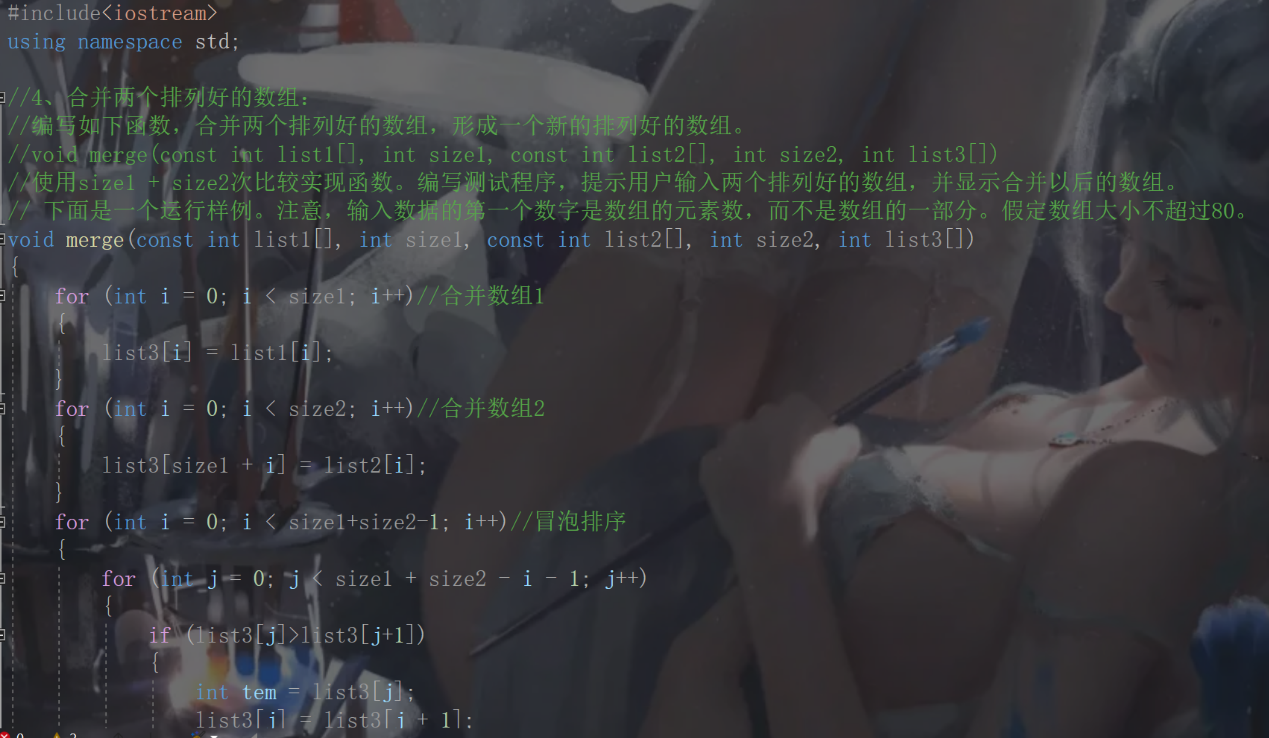 #include<iostream>
using namespace std;
//4、合并两个排列好的数组：
//编写如下函数，合并两个排列好的数组，形成一个新的排列好的数组。
//void merge(const int list1[], int size1, const int list2[], int size2, int list3[])
//使用size1 + size2次比较实现函数。编写测试程序，提示用户输入两个排列好的数组，并显示合并以后的数组。
// 下面是一个运行样例。注意，输入数据的第一个数字是数组的元素数，而不是数组的一部分。假定数组大小不超过80。
void merge(const int list1[], int size1, const int list2[], int size2, int list3[])
{
for (int i = 0; i < size1; i++)//合并数组1
{
list3[i] = list1[i];
}
for (int i = 0; i < size2; i++)//合并数组2
{
list3[size1 + i] = list2[i];
}
for (int i = 0; i < size1+size2-1; i++)//冒泡排序
{
for (int j = 0; j < size1 + size2 - i - 1; j++)
{
if (list3[j]>list3[j+1])
{
int tem = list3[j];
list3[j] = list3[j + 1];